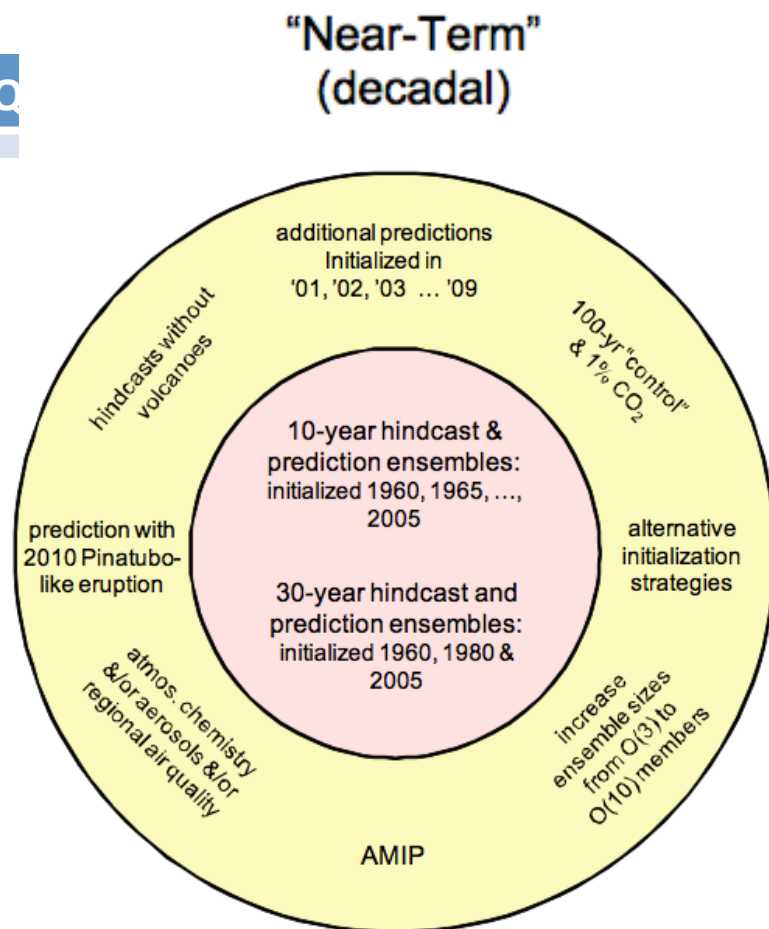 “Near-Term”
(decadal)
Q
additional predictions
Initialized in
'01, '02, '03 ... '09
hindcasts without
volcanoes
100-yr “control”
& 1% CO₂
10-year hindcast &
prediction ensembles:
initialized 1960, 1965, ...,
2005
prediction with
2010 Pinatubo-
like eruption
alternative
initialization
strategies
30-year hindcast and
prediction ensembles:
initialized 1960, 1980 &
2005
atmos. chemistry
&/or aerosols &/or
regional air quality
increase
ensemble sizes
from O(3) to
O(10) members
AMIP